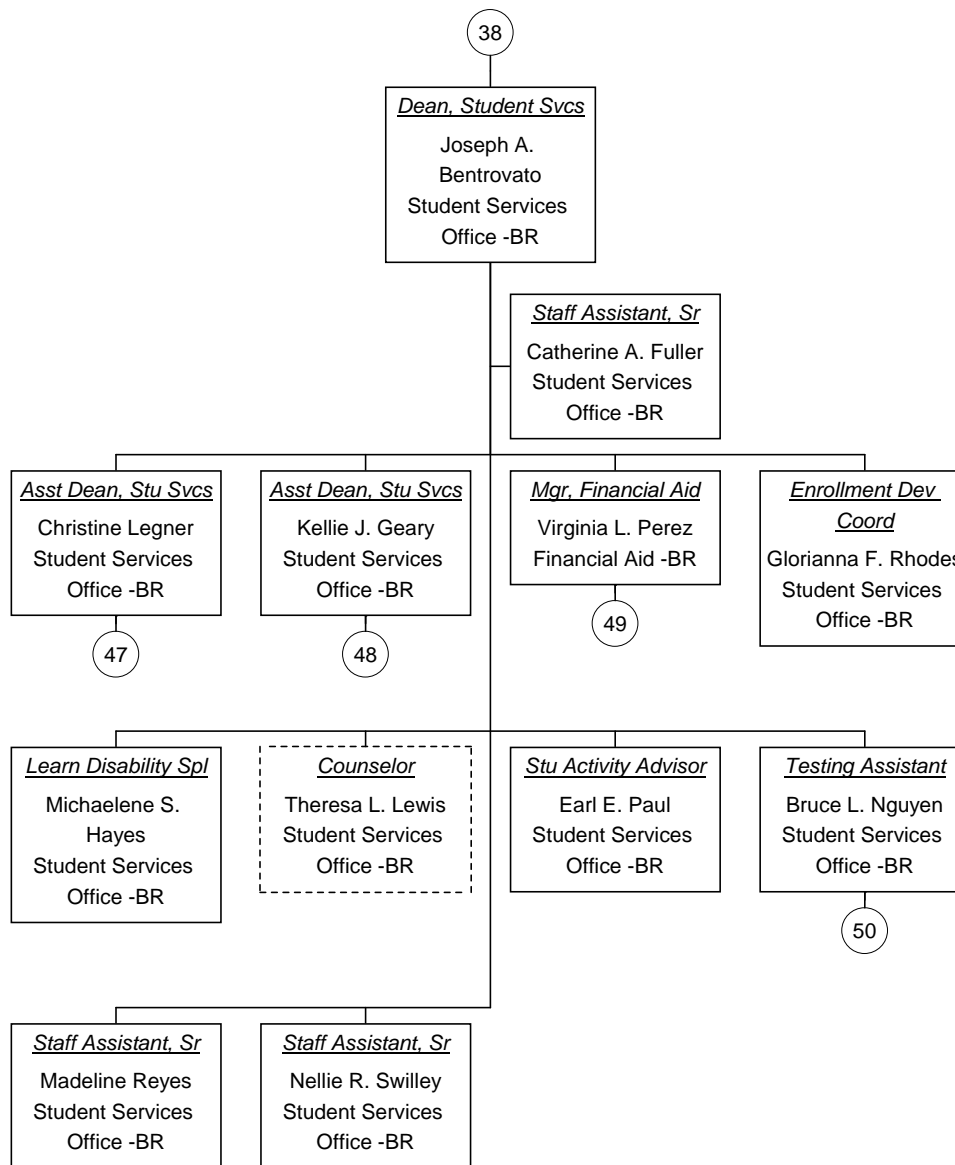 38
Dean, Student Svcs
Joseph A.
Bentrovato
Student Services
Office -BR
Staff Assistant, Sr
Catherine A. Fuller
Student Services
Office -BR
Asst Dean, Stu Svcs
Christine Legner
Student Services
Office -BR
47
Asst Dean, Stu Svcs
Kellie J. Geary
Student Services
Office -BR
48
Mgr, Financial Aid
Virginia L. Perez
Financial Aid -BR
49
Enrollment Dev
Coord
Glorianna F. Rhodes
Student Services
Office -BR
Learn Disability Spl
Michaelene S.
Hayes
Student Services
Office -BR
Counselor
Theresa L. Lewis
Student Services
Office -BR
Stu Activity Advisor
Earl E. Paul
Student Services
Office -BR
Testing Assistant
Bruce L. Nguyen
Student Services
Office -BR
50
Staff Assistant, Sr
Madeline Reyes
Student Services
Office -BR
Staff Assistant, Sr
Nellie R. Swilley
Student Services
Office -BR